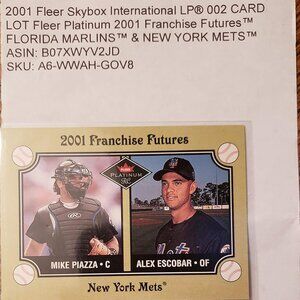 2001 Fleer Skybox International LP® 002 CARD
LOT Fleer Platinum 2001 Franchise Futures™
FLORIDA MARLINS™ & NEW YORK METS™
ASIN: B07XWYV2JD
SKU: A6-WWAH-GOV8
2001 Franchise Futures
PLATINUM
MIKE PIAZZA • C
ALEX ESCOBAR • OF
New York Mets®